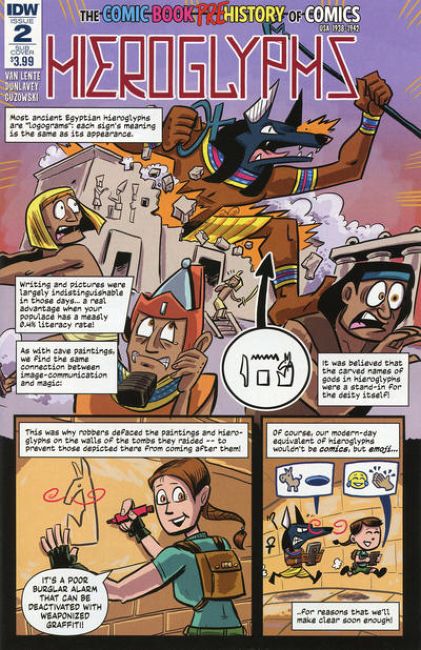 IDW
ISSUE
2
SUB
COVER
$3.99
VAN LENTE
DUNLAVEY
GUZOWSKI
THE COMIC BOOK PREHISTORY OF COMICS
USA 1938-1942
HIEROGLYPHS
Most ancient Egyptian hieroglyphs
are "logograms": each sign's meaning
is the same as its appearance.
Writing and pictures were
largely indistinguishable
in those days... a real
advantage when your
populace has a measly
0.4% literacy rate!
As with cave paintings,
we find the same
connection between
image-communication
and magic:
It was believed that
the carved names of
gods in hieroglyphs
were a stand-in for
the deity itself!
This was why robbers defaced the paintings and hiero-
glyphs on the walls of the tombs they raided -- to
prevent those depicted there from coming after them!
IT'S A POOR
BURGLAR ALARM
THAT CAN BE
DEACTIVATED WITH
WEAPONIZED
GRAFFITI!
Of course, our modern-day
equivalent of hieroglyphs
wouldn't be comics, but emoji...
...for reasons that we'll
make clear soon enough!